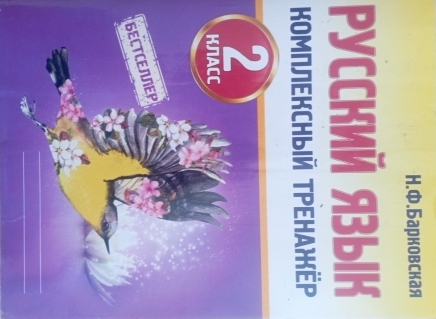 Н.Ф.Барковская
РУССКИЙ ЯЗЫК
КОМПЛЕКСНЫЙ ТРЕНАЖЁР
2
КЛАСС
БЕСТСЕЛЛЕР